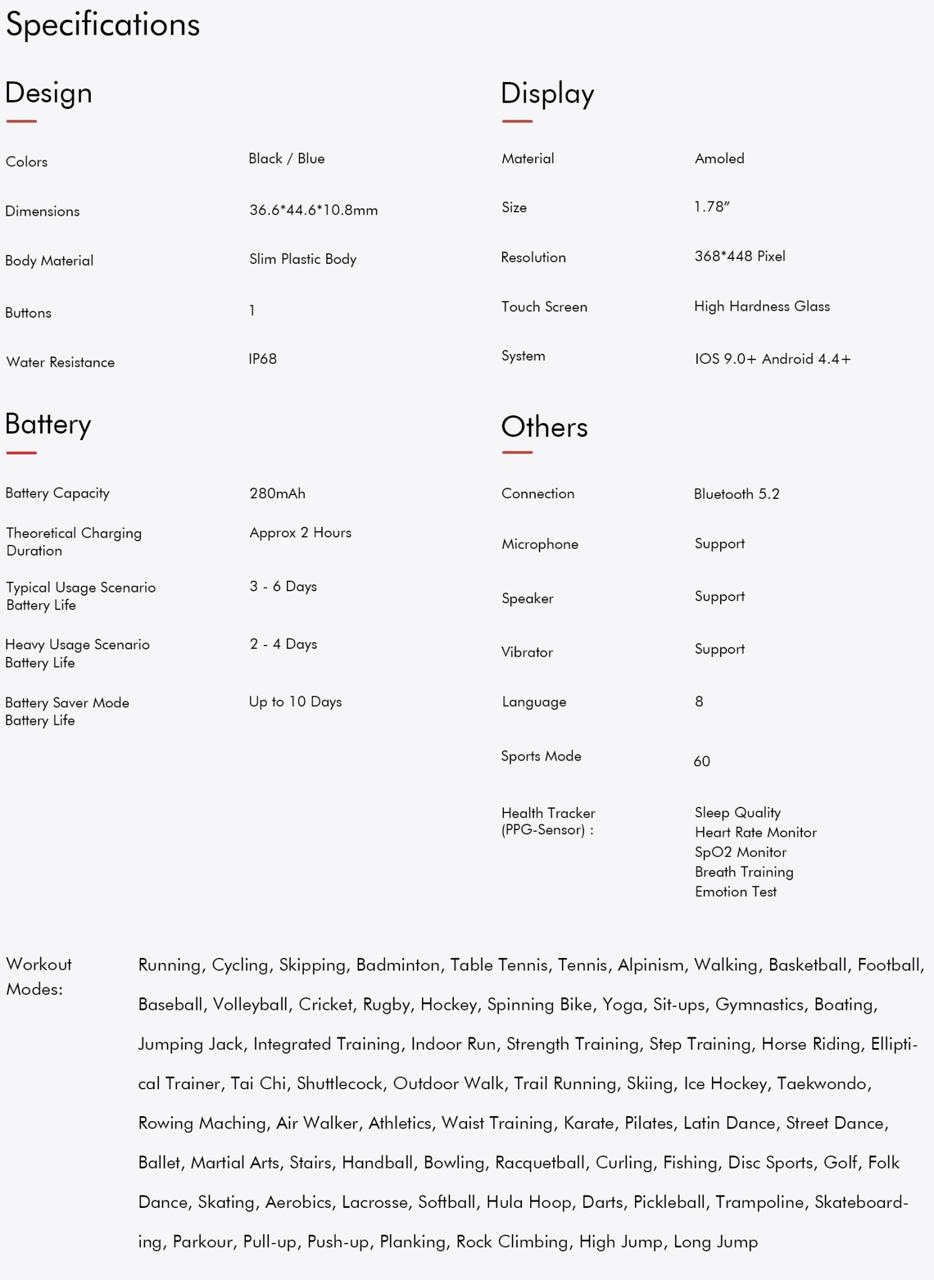 Specifications
Design
Colors Black / Blue
Dimensions 36.6*44.6*10.8mm
Body Material Slim Plastic Body
Buttons 1
Water Resistance IP68
Display
Material Amoled
Size 1.78”
Resolution 368*448 Pixel
Touch Screen High Hardness Glass
System IOS 9.0+ Android 4.4+
Battery
Battery Capacity 280mAh
Theoretical Charging Approx 2 Hours
Duration
Typical Usage Scenario 3 - 6 Days
Battery Life
Heavy Usage Scenario 2 - 4 Days
Battery Life
Battery Saver Mode Up to 10 Days
Battery Life
Others
Connection Bluetooth 5.2
Microphone Support
Speaker Support
Vibrator Support
Language 8
Sports Mode 60
Health Tracker Sleep Quality
(PPG-Sensor) : Heart Rate Monitor
SpO2 Monitor
Breath Training
Emotion Test
Workout Running, Cycling, Skipping, Badminton, Table Tennis, Tennis, Alpinism, Walking, Basketball, Football,
Modes:
Baseball, Volleyball, Cricket, Rugby, Hockey, Spinning Bike, Yoga, Sit-ups, Gymnastics, Boating,
Jumping Jack, Integrated Training, Indoor Run, Strength Training, Step Training, Horse Riding, Ellipti-
cal Trainer, Tai Chi, Shuttlecock, Outdoor Walk, Trail Running, Skiing, Ice Hockey, Taekwondo,
Rowing Maching, Air Walker, Athletics, Waist Training, Karate, Pilates, Latin Dance, Street Dance,
Ballet, Martial Arts, Stairs, Handball, Bowling, Racquetball, Curling, Fishing, Disc Sports, Golf, Folk
Dance, Skating, Aerobics, Lacrosse, Softball, Hula Hoop, Darts, Pickleball, Trampoline, Skateboard-
ing, Parkour, Pull-up, Push-up, Planking, Rock Climbing, High Jump, Long Jump